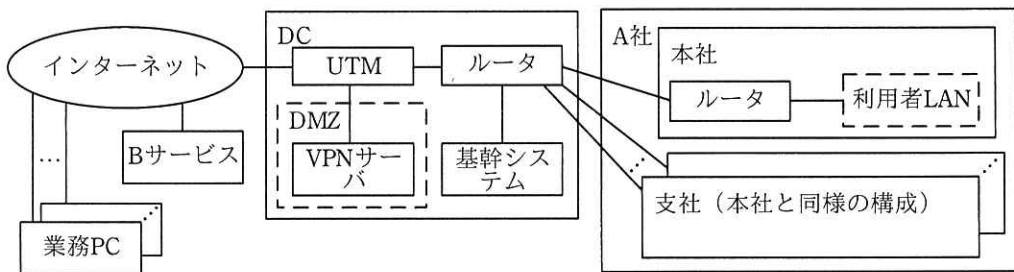 インターネット
Bサービス
業務PC
DC
UTM
ルータ
DMZ
VPNサー
バ
基幹シス
テム
A社
本社
ルータ
利用者LAN
支社（本社と同様の構成）